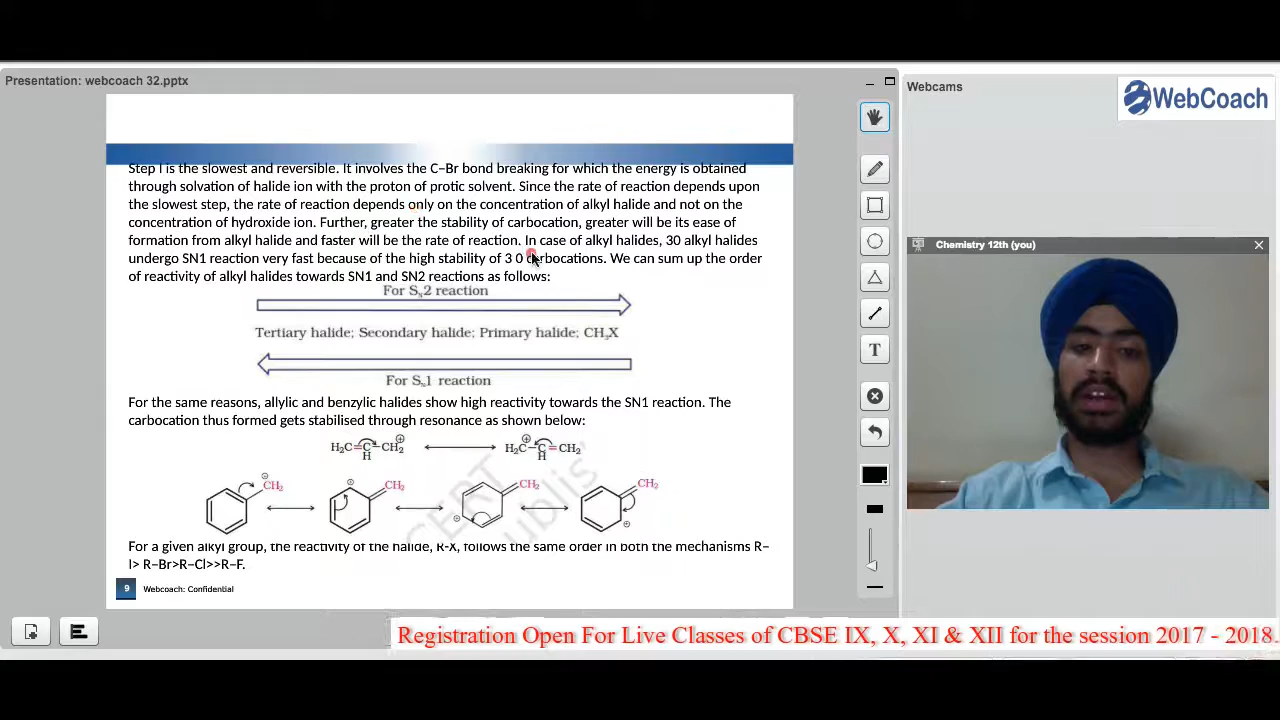 Presentation: webcoach 32.pptx
Webcams
WebCoach
Step I is the slowest and reversible. It involves the C–Br bond breaking for which the energy is obtained
through solvation of halide ion with the proton of protic solvent. Since the rate of reaction depends upon
the slowest step, the rate of reaction depends only on the concentration of alkyl halide and not on the
concentration of hydroxide ion. Further, greater the stability of carbocation, greater will be its ease of
formation from alkyl halide and faster will be the rate of reaction. In case of alkyl halides, 30 alkyl halides
undergo SN1 reaction very fast because of the high stability of 3 0 carbocations. We can sum up the order
of reactivity of alkyl halides towards SN1 and SN2 reactions as follows:
For SN2 reaction
Tertiary halide; Secondary halide; Primary halide; CH3X
For SN1 reaction
For the same reasons, allylic and benzylic halides show high reactivity towards the SN1 reaction. The
carbocation thus formed gets stabilised through resonance as shown below:
H2C=C–CH2 ⊕ H2C–C=CH2 ⊕
H H
CH2 CH2 CH2 CH2
For a given alkyl group, the reactivity of the halide, R-X, follows the same order in both the mechanisms R–
I> R–Br>R–Cl>>R–F.
9 Webcoach: Confidential
Chemistry 12th (you)
T
Registration Open For Live Classes of CBSE IX, X, XI & XII for the session 2017 - 2018.